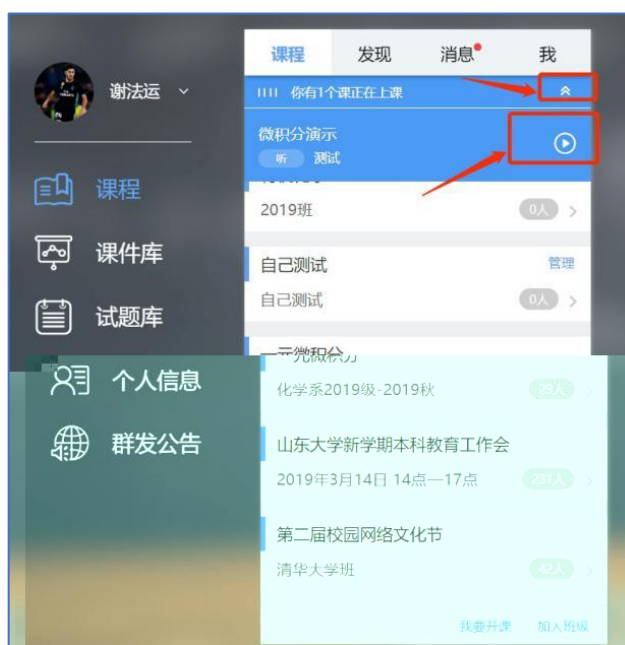 谢法运
课程
课件库
试题库
个人信息
群发公告
课程 发现 消息 我
你有1个课正在上课
微积分演示
听 测试
2019班 0人
自己测试 管理
自己测试 0人
一元微积分
化学系2019级-2019秋 29人
山东大学新学期本科教育工作会
2019年3月14日 14点—17点 231人
第二届校园网络文化节
清华大学班 42人
我要开课 加入班级